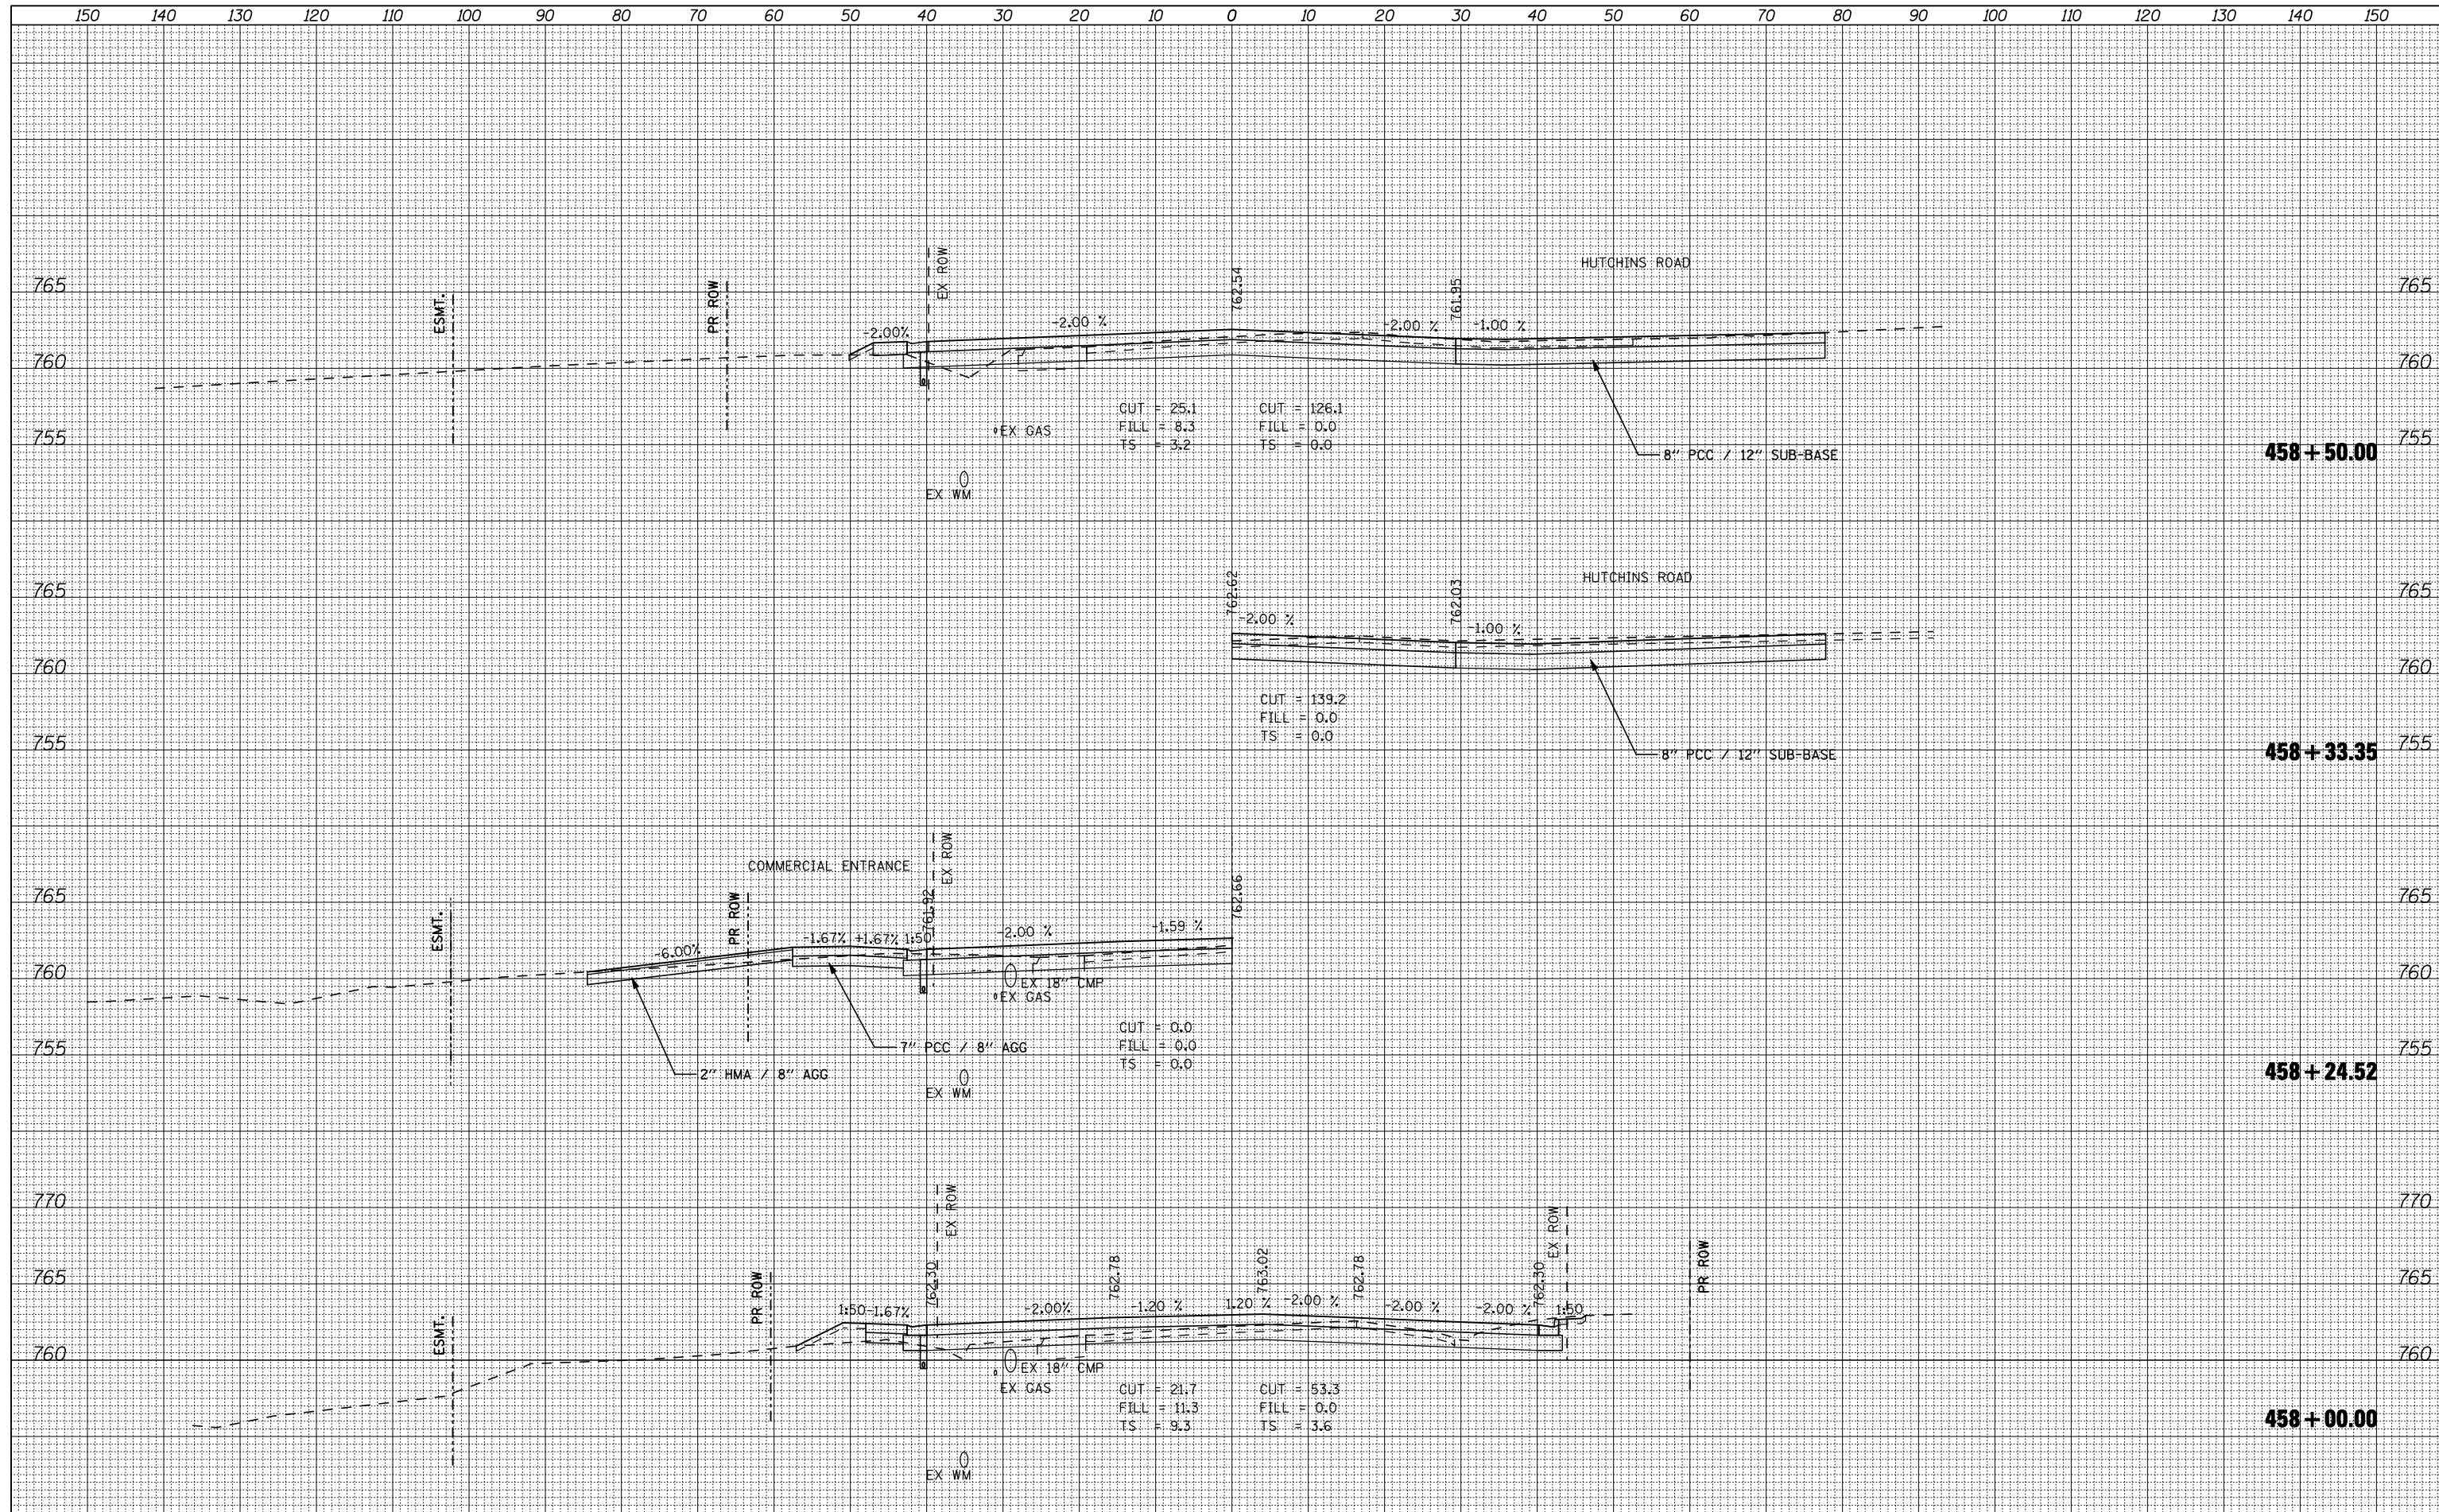 150 140 130 120 110 100 90 80 70 60 50 40 30 20 10 0 10 20 30 40 50 60 70 80 90 100 110 120 130 140 150
EX ROW
762.54
HUTCHINS ROAD
765
ESMT.
PR ROW
761.95
765
-2.00%
-2.00 %
-2.00 %
-1.00 %
760
760
CUT = 25.1
FILL = 8.3
TS = 3.2
CUT = 126.1
FILL = 0.0
TS = 0.0
EX GAS
755
755
8" PCC / 12" SUB-BASE
458+50.00
EX WM
762.62
762.03
HUTCHINS ROAD
765
765
-2.00 %
-1.00 %
760
760
CUT = 139.2
FILL = 0.0
TS = 0.0
755
755
8" PCC / 12" SUB-BASE
458+33.35
EX ROW
COMMERCIAL ENTRANCE
765
765
ESMT.
PR ROW
761.92
762.66
-6.00%
-1.67%
+1.67%
1:50
-2.00 %
-1.59 %
760
760
EX 18" CMP
EX GAS
CUT = 0.0
FILL = 0.0
TS = 0.0
755
755
7" PCC / 8" AGG
2" HMA / 8" AGG
458+24.52
EX WM
770
770
EX ROW
EX ROW
PR ROW
765
765
ESMT.
PR ROW
762.30
762.78
763.02
762.78
762.30
1:50
-1.67%
-2.00%
-1.20 %
1.20 %
-2.00 %
-2.00 %
-2.00 %
1:50
760
760
EX 18" CMP
EX GAS
CUT = 21.7
FILL = 11.3
TS = 9.3
CUT = 53.3
FILL = 0.0
TS = 3.6
458+00.00
EX WM